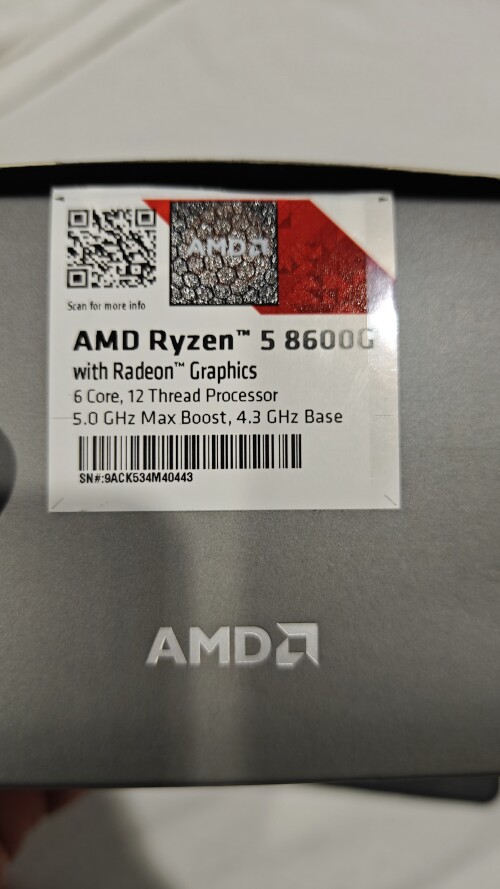 AMD
Scan for more info
AMD Ryzen™ 5 8600G
with Radeon™ Graphics
6 Core, 12 Thread Processor
5.0 GHz Max Boost, 4.3 GHz Base
SN#:9ACK534M40443
AMD